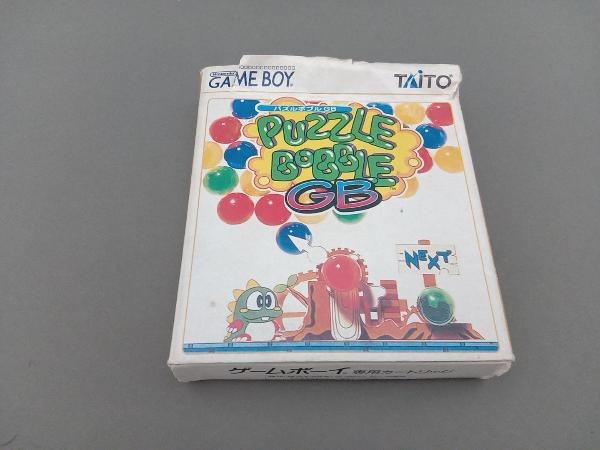 Nintendo
GAME BOY
TAITO
パズルボブルGB
PUZZLE
BOBBLE
GB
NEXT
ゲームボーイ 専用カートリッジ